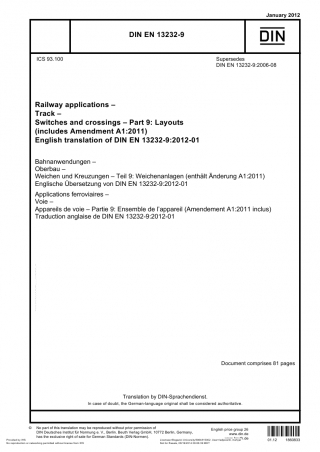 January 2012
DIN EN 13232-9
DIN
ICS 93.100
Supersedes
DIN EN 13232-9:2006-08
Railway applications –
Track –
Switches and crossings – Part 9: Layouts
(includes Amendment A1:2011)
English translation of DIN EN 13232-9:2012-01
Bahnanwendungen –
Oberbau –
Weichen und Kreuzungen – Teil 9: Weichenanlagen (enthält Änderung A1:2011)
Englische Übersetzung von DIN EN 13232-9:2012-01
Applications ferroviaires –
Voie –
Appareils de voie – Partie 9: Ensemble de l'appareil (Amendement A1:2011 inclus)
Traduction anglaise de DIN EN 13232-9:2012-01
Document comprises 81 pages
Translation by DIN-Sprachendienst.
In case of doubt, the German-language original shall be considered authoritative.
© No part of this translation may be reproduced without prior permission of
DIN Deutsches Institut für Normung e. V., Berlin. Beuth Verlag GmbH, 10772 Berlin, Germany,
has the exclusive right of sale for German Standards (DIN-Normen).
English price group 26
www.din.de